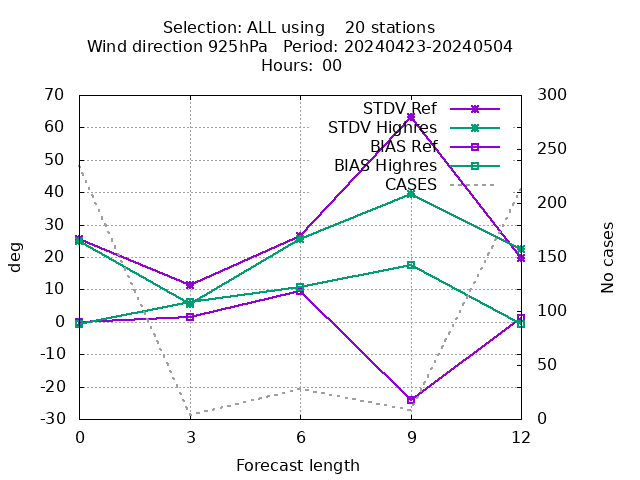 Selection: ALL using    20 stations
Wind direction 925hPa   Period: 20240423-20240504
Hours: 00
70
60
50
40
30
20
10
0
-10
-20
-30
300
250
200
150
100
50
0
0 3 6 9 12
deg
No cases
Forecast length
STDV Ref
STDV Highres
BIAS Ref
BIAS Highres
CASES